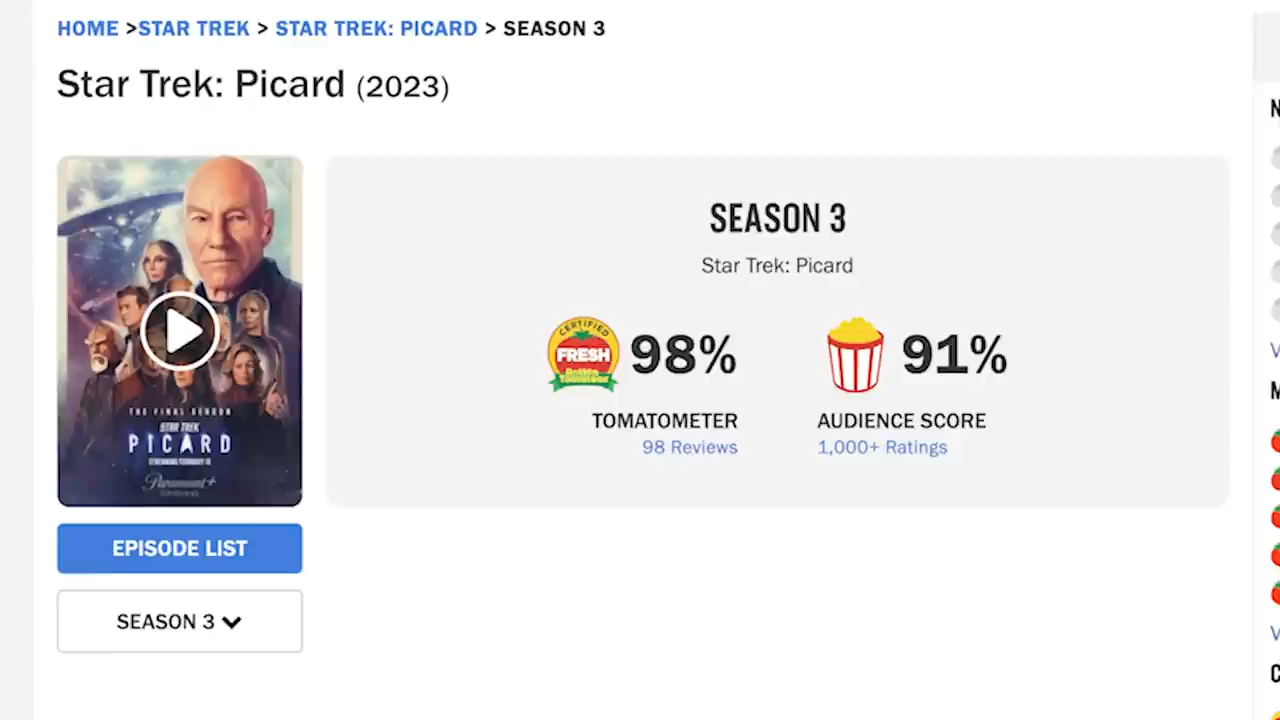 HOME >STAR TREK > STAR TREK: PICARD > SEASON 3
Star Trek: Picard (2023)
SEASON 3
Star Trek: Picard
CERTIFIED
FRESH
Rotten
Tomatoes
98%
91%
TOMATOMETER
AUDIENCE SCORE
98 Reviews
1,000+ Ratings
THE FINAL SEASON
STAR TREK
PICARD
Paramount+
EPISODE LIST
SEASON 3
N
V
M
V
C